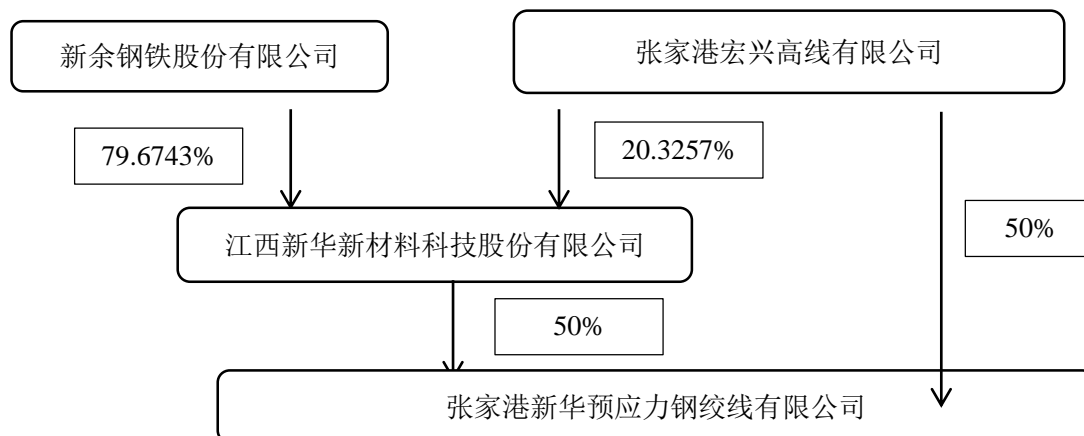 新余钢铁股份有限公司
张家港宏兴高线有限公司
79.6743%
20.3257%
江西新华新材料科技股份有限公司
50%
50%
张家港新华预应力钢绞线有限公司